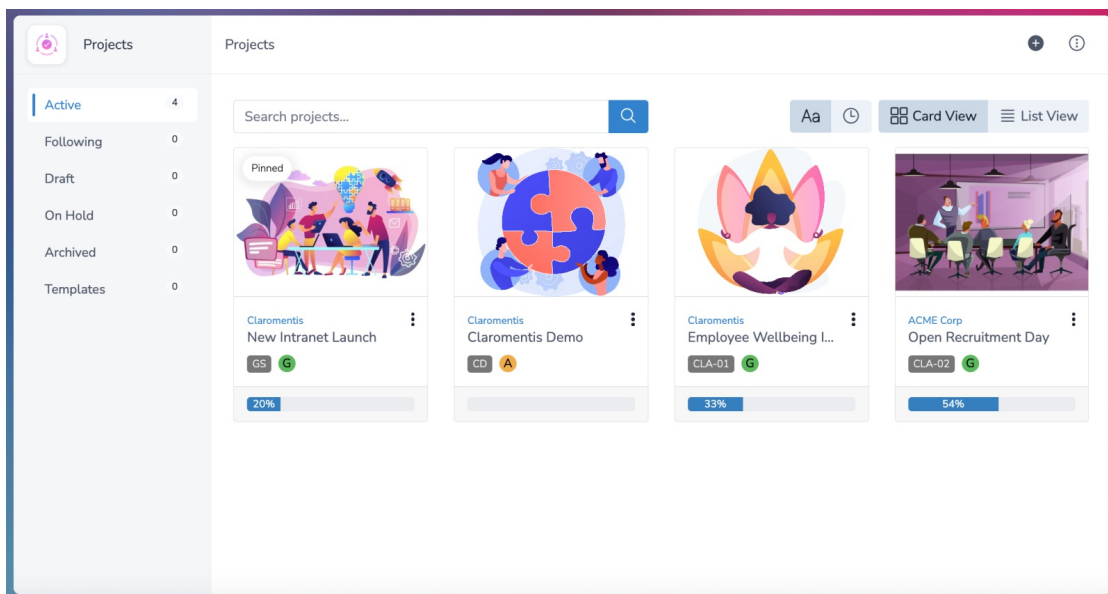 Projects
Projects
Active 4
Following 0
Draft 0
On Hold 0
Archived 0
Templates 0
Search projects...
Aa
Card View
List View
Pinned
Claromentis
New Intranet Launch
GS G
20%
Claromentis
Claromentis Demo
CD A
Claromentis
Employee Wellbeing I...
CLA-01 G
33%
ACME Corp
Open Recruitment Day
CLA-02 G
54%